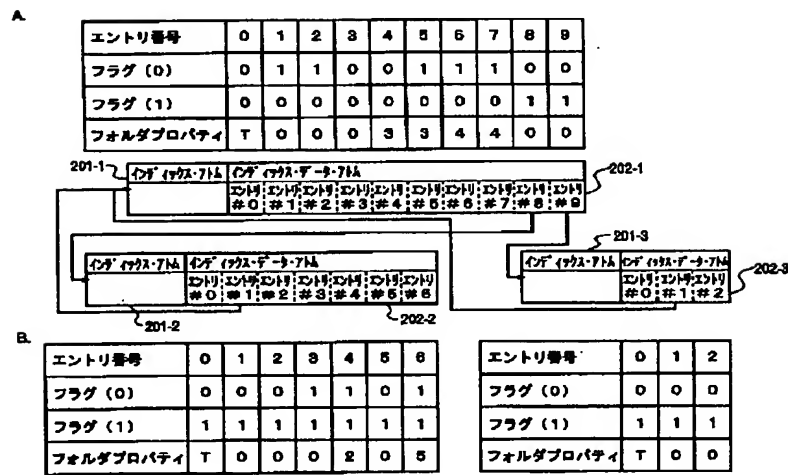 A.
エントリ番号 0 1 2 3 4 5 6 7 8 9
フラグ (0) 0 1 1 0 0 1 1 1 0 0
フラグ (1) 0 0 0 0 0 0 0 0 1 1
フォルダプロパティ T 0 0 0 3 3 4 4 0 0
201-1 インディックス・アトム インディックス・データ・アトム 202-1
エントリ エントリ エントリ エントリ エントリ エントリ エントリ エントリ エントリ エントリ
#0 #1 #2 #3 #4 #5 #6 #7 #8 #9
201-3
インディックス・アトム インディックス・データ・アトム インディックス・アトム インディックス・データ・アトム
エントリ エントリ エントリ エントリ エントリ エントリ エントリ エントリ エントリ エントリ
#0 #1 #2 #3 #4 #5 #6 #0 #1 #2
202-3
201-2 202-2
B.
エントリ番号 0 1 2 3 4 5 6
フラグ (0) 0 0 0 1 1 0 1
フラグ (1) 1 1 1 1 1 1 1
フォルダプロパティ T 0 0 0 2 0 5
エントリ番号 0 1 2
フラグ (0) 0 0 0
フラグ (1) 1 1 1
フォルダプロパティ T 0 0